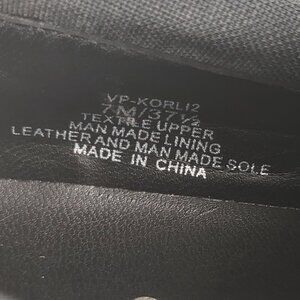 VP-KORLI2
7M/37½
TEXTILE UPPER
MAN MADE LINING
LEATHER AND MAN MADE SOLE
MADE IN CHINA